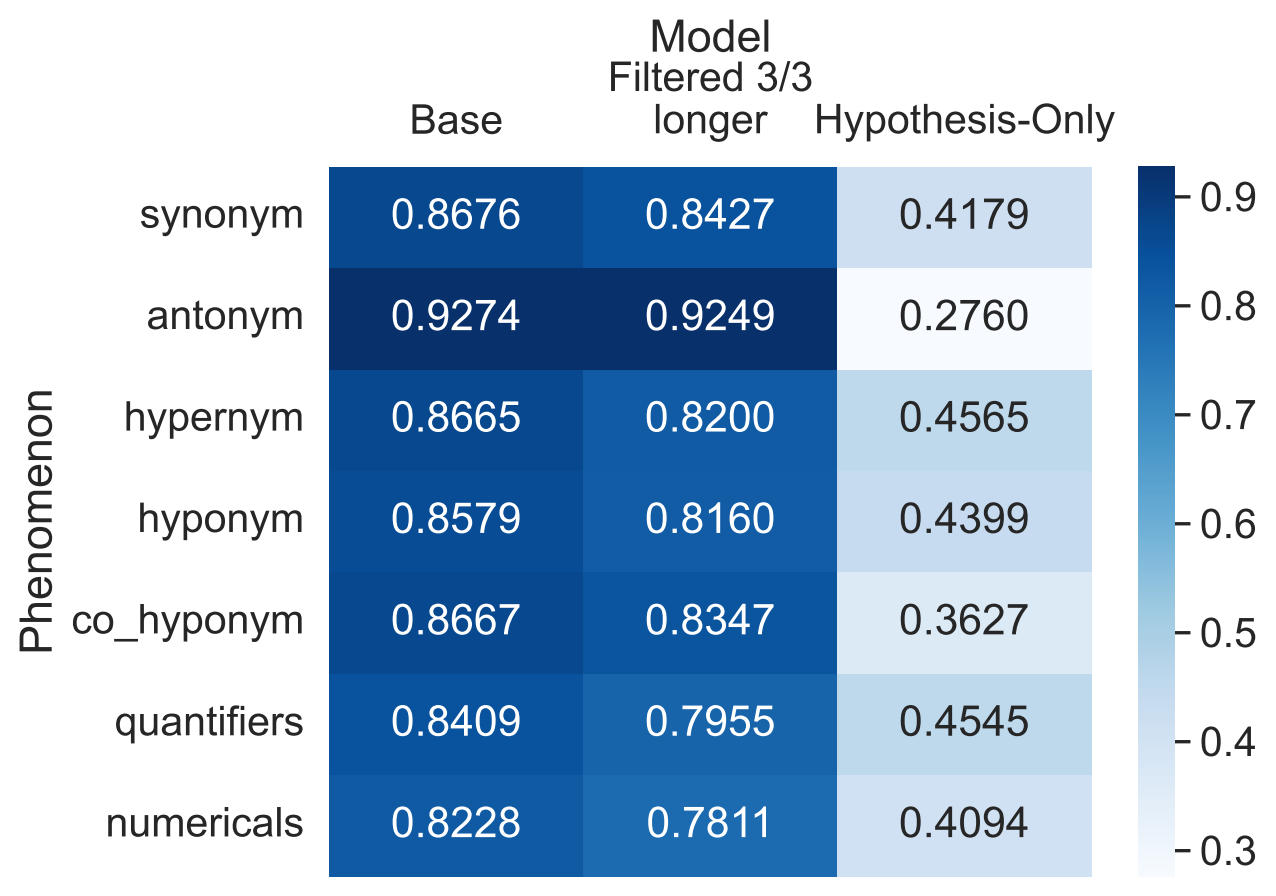 Model
Base Filtered 3/3 longer Hypothesis-Only
Phenomenon
synonym 0.8676 0.8427 0.4179
antonym 0.9274 0.9249 0.2760
hypernym 0.8665 0.8200 0.4565
hyponym 0.8579 0.8160 0.4399
co_hyponym 0.8667 0.8347 0.3627
quantifiers 0.8409 0.7955 0.4545
numericals 0.8228 0.7811 0.4094
0.9
0.8
0.7
0.6
0.5
0.4
0.3